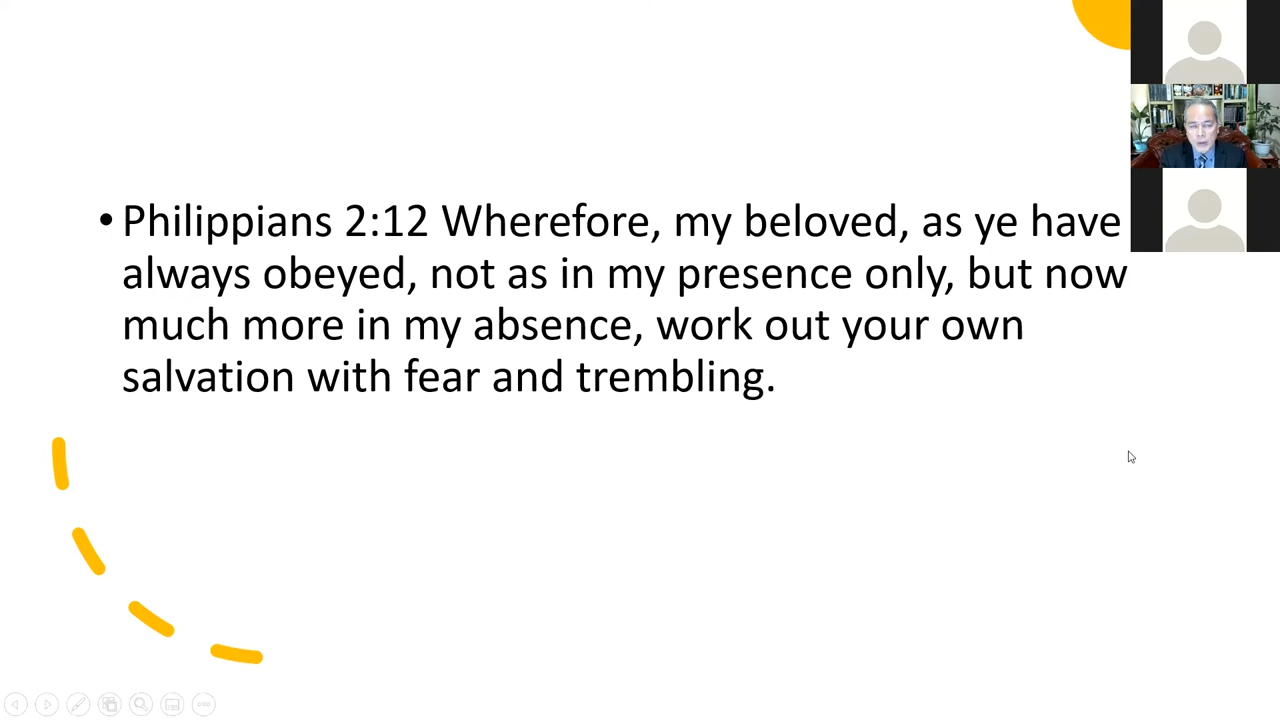 • Philippians 2:12 Wherefore, my beloved, as ye have
always obeyed, not as in my presence only, but now
much more in my absence, work out your own
salvation with fear and trembling.